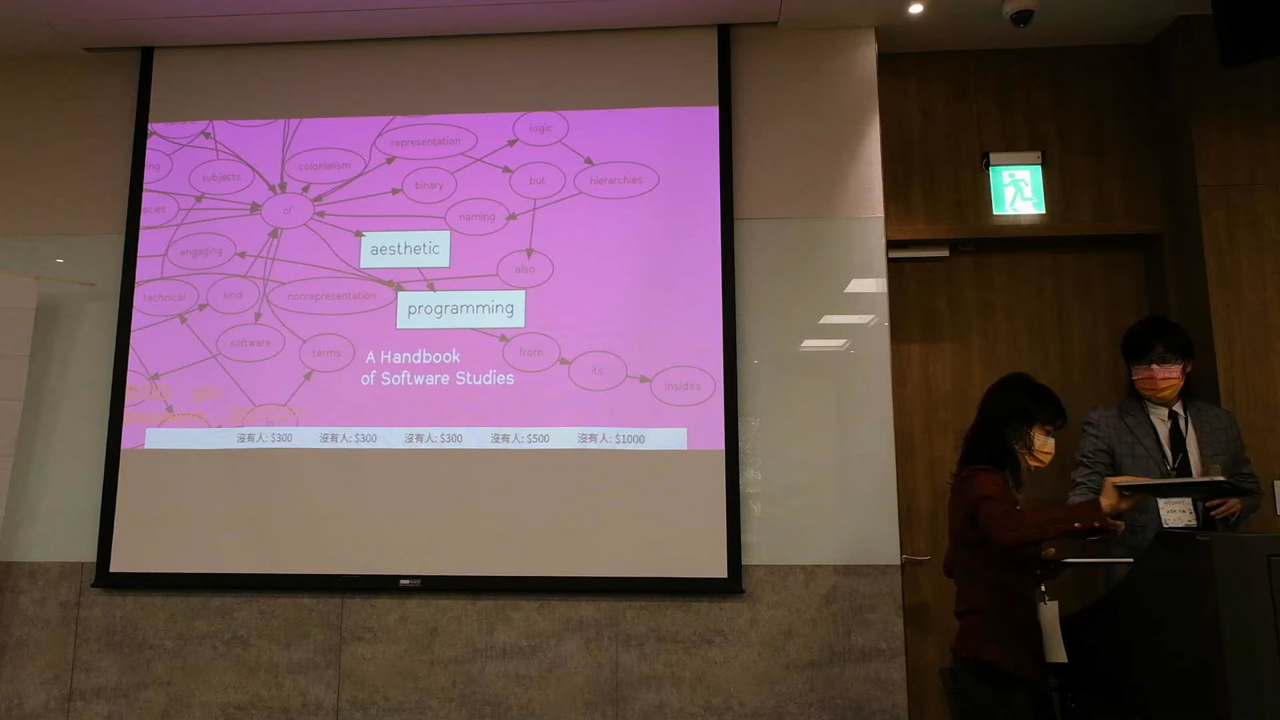 logic
representation
colonialism
subjects
binary
but
hierarchies
of
naming
engaging
aesthetic
also
technical
kind
nonrepresentation
programming
software
terms
from
its
insides
A Handbook
of Software Studies
沒有人: $300 沒有人: $300 沒有人: $300 沒有人: $500 沒有人: $1000